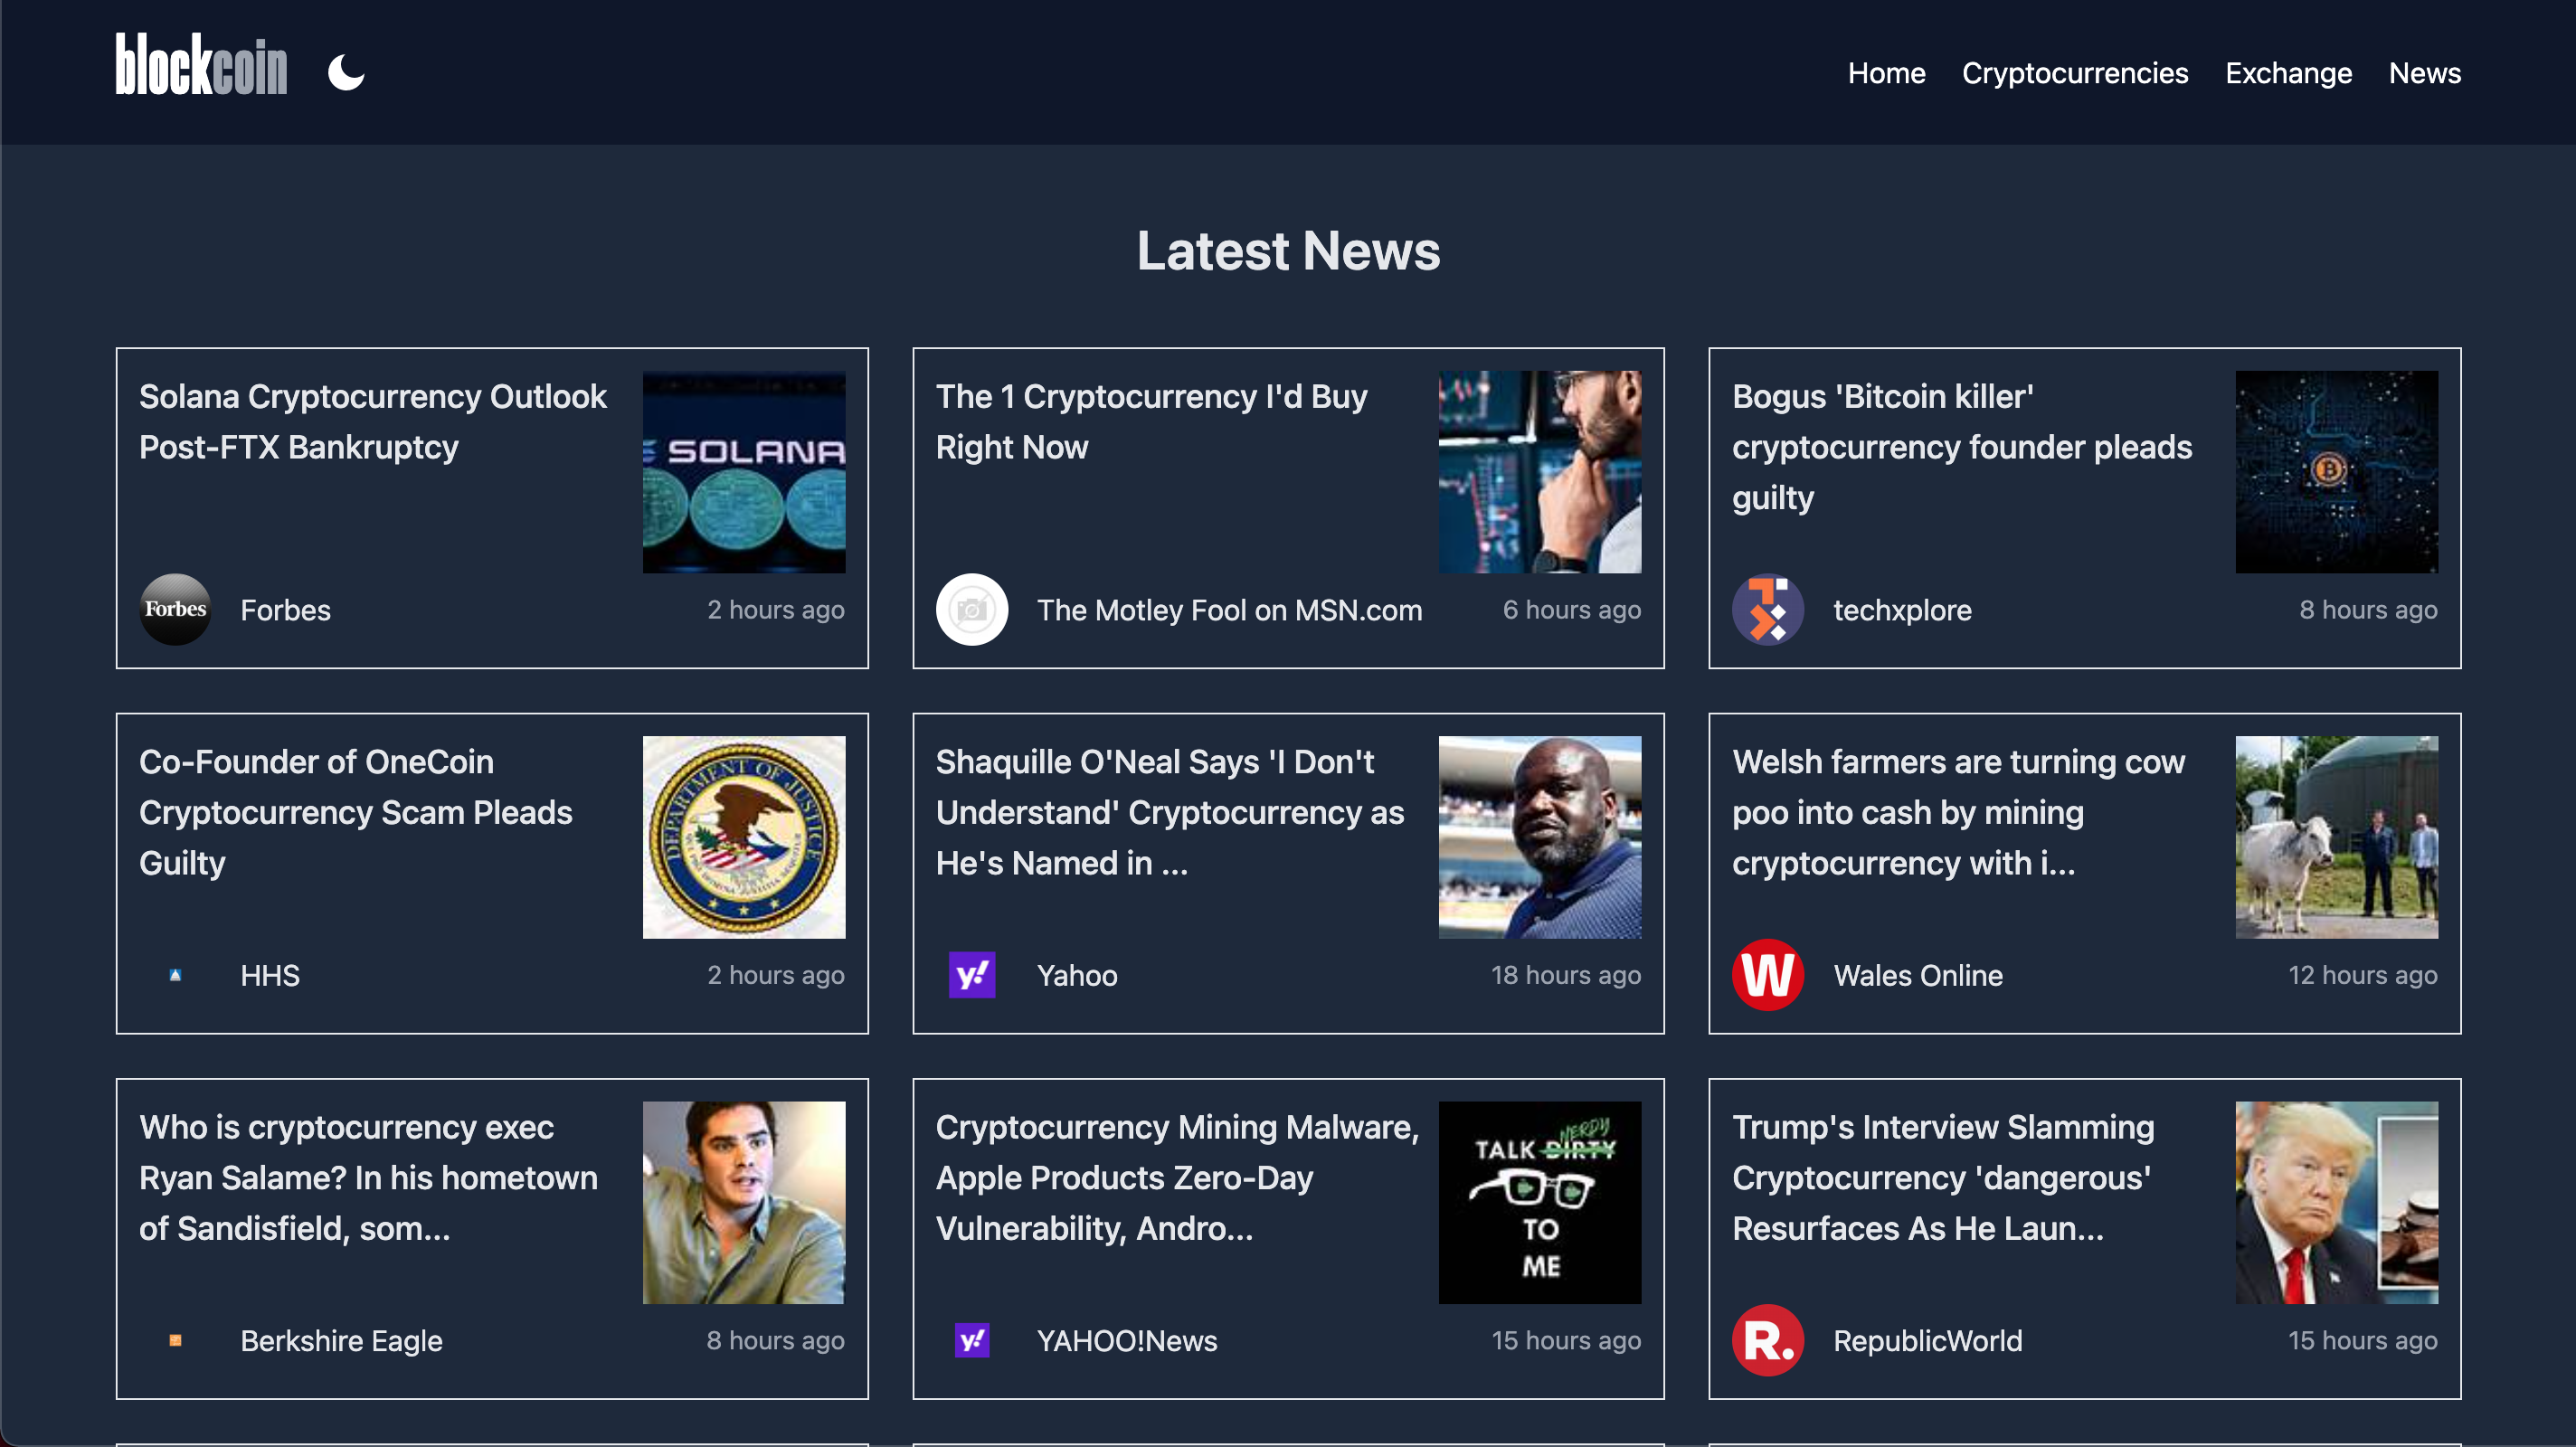 blockcoin
Home Cryptocurrencies Exchange News
Latest News
Solana Cryptocurrency Outlook
Post-FTX Bankruptcy
SOLANA
Forbes
Forbes
2 hours ago
The 1 Cryptocurrency I'd Buy
Right Now
The Motley Fool on MSN.com
6 hours ago
Bogus 'Bitcoin killer'
cryptocurrency founder pleads
guilty
techxplore
8 hours ago
Co-Founder of OneCoin
Cryptocurrency Scam Pleads
Guilty
DEPARTMENT OF JUSTICE
HHS
2 hours ago
Shaquille O'Neal Says 'I Don't
Understand' Cryptocurrency as
He's Named in ...
y!
Yahoo
18 hours ago
Welsh farmers are turning cow
poo into cash by mining
cryptocurrency with i...
W
Wales Online
12 hours ago
Who is cryptocurrency exec
Ryan Salame? In his hometown
of Sandisfield, som...
Berkshire Eagle
8 hours ago
Cryptocurrency Mining Malware,
Apple Products Zero-Day
Vulnerability, Andro...
NERDY
TALK DIRTY
TO
ME
y!
YAHOO!News
15 hours ago
Trump's Interview Slamming
Cryptocurrency 'dangerous'
Resurfaces As He Laun...
R.
RepublicWorld
15 hours ago